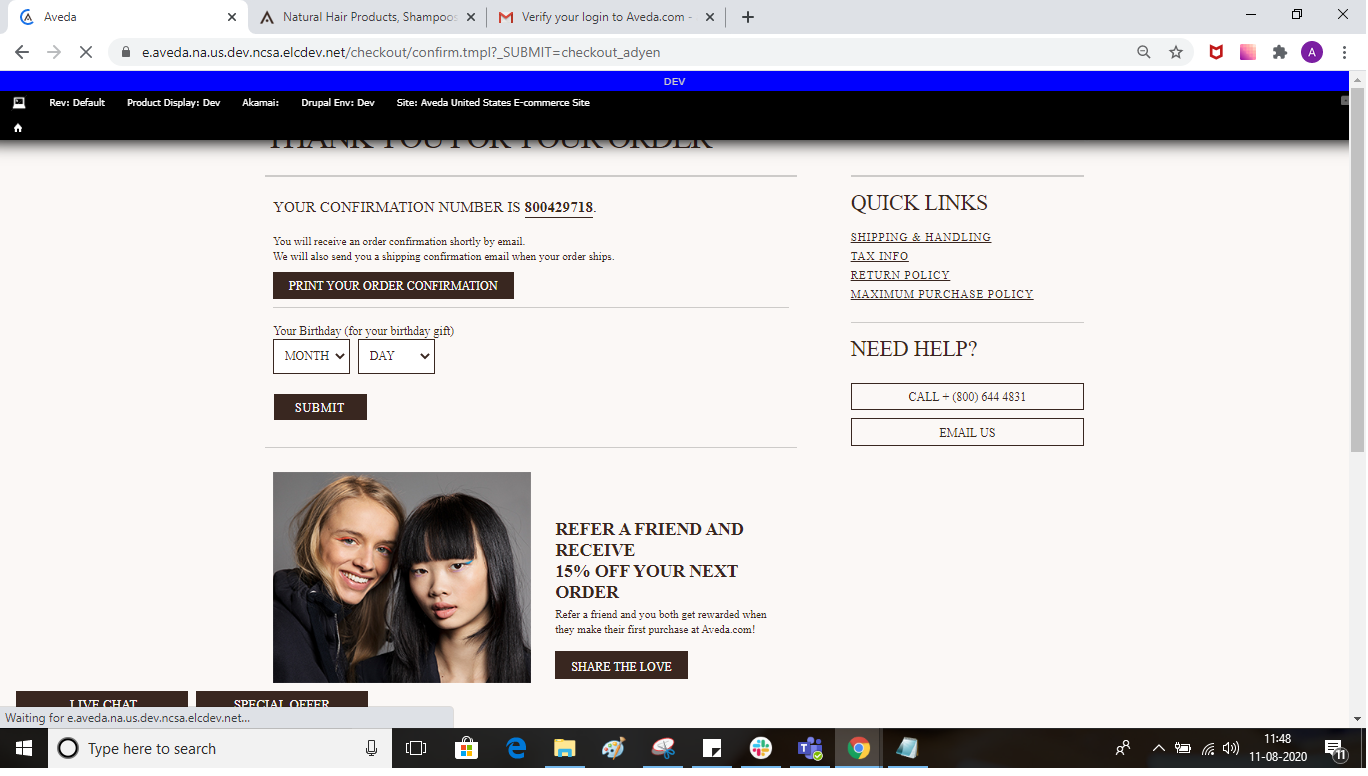 Aveda
Natural Hair Products, Shampoos
Verify your login to Aveda.com -
e.aveda.na.us.dev.ncsa.elcdev.net/checkout/confirm.tmpl?_SUBMIT=checkout_adyen
A
DEV
Rev: Default Product Display: Dev Akamai: Drupal Env: Dev Site: Aveda United States E-commerce Site
THANK YOU FOR YOUR ORDER
YOUR CONFIRMATION NUMBER IS 800429718.
You will receive an order confirmation shortly by email.
We will also send you a shipping confirmation email when your order ships.
PRINT YOUR ORDER CONFIRMATION
Your Birthday (for your birthday gift)
MONTH DAY
SUBMIT
QUICK LINKS
SHIPPING & HANDLING
TAX INFO
RETURN POLICY
MAXIMUM PURCHASE POLICY
NEED HELP?
CALL + (800) 644 4831
EMAIL US
REFER A FRIEND AND
RECEIVE
15% OFF YOUR NEXT
ORDER
Refer a friend and you both get rewarded when
they make their first purchase at Aveda.com!
SHARE THE LOVE
LIVE CHAT SPECIAL OFFER
Waiting for e.aveda.na.us.dev.ncsa.elcdev.net...
Type here to search
11:48
11-08-2020
11